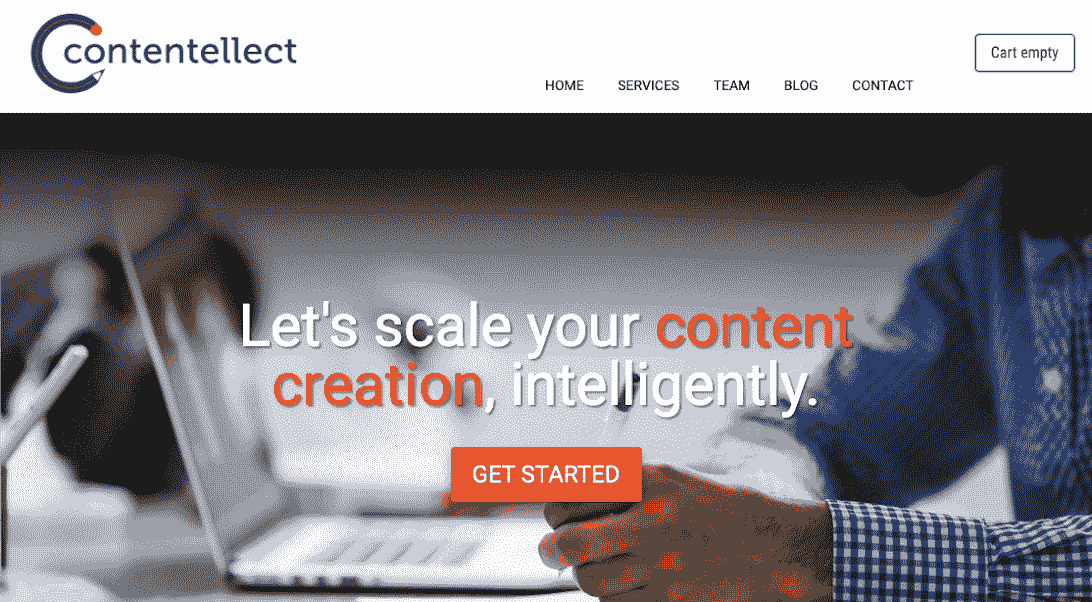 contentellect
Cart empty
HOME SERVICES TEAM BLOG CONTACT
Let's scale your content
creation, intelligently.
GET STARTED